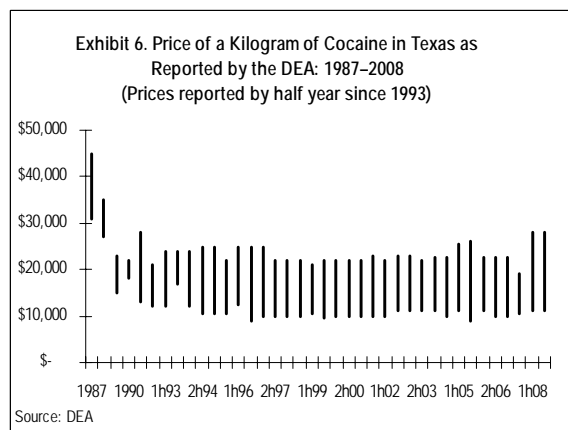 Exhibit 6. Price of a Kilogram of Cocaine in Texas as
Reported by the DEA: 1987–2008
(Prices reported by half year since 1993)
$50,000
$40,000
$30,000
$20,000
$10,000
$-
1987 1990 1h93 2h94 1h96 2h97 1h99 2h00 1h02 2h03 1h05 2h06 1h08
Source: DEA